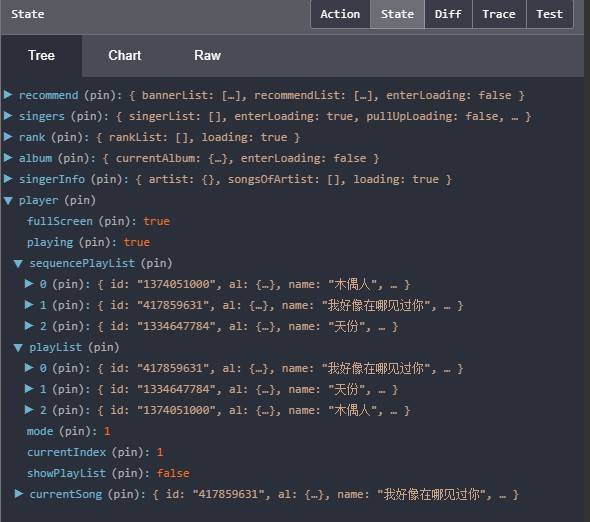 State Action State Diff Trace Test
Tree Chart Raw
▶ recommend (pin): { bannerList: […], recommendList: […], enterLoading: false }
▶ singers (pin): { singerList: [], enterLoading: true, pullUpLoading: false, … }
▶ rank (pin): { rankList: [], loading: true }
▶ album (pin): { currentAlbum: {…}, enterLoading: false }
▶ singerInfo (pin): { artist: {}, songsOfArtist: [], loading: true }
▼ player (pin)
fullScreen (pin): true
playing (pin): true
▼ sequencePlayList (pin)
▶ 0 (pin): { id: "1374051000", al: {…}, name: "木偶人", … }
▶ 1 (pin): { id: "417859631", al: {…}, name: "我好像在哪见过你", … }
▶ 2 (pin): { id: "1334647784", al: {…}, name: "天份", … }
▼ playList (pin)
▶ 0 (pin): { id: "417859631", al: {…}, name: "我好像在哪见过你", … }
▶ 1 (pin): { id: "1334647784", al: {…}, name: "天份", … }
▶ 2 (pin): { id: "1374051000", al: {…}, name: "木偶人", … }
mode (pin): 1
currentIndex (pin): 1
showPlayList (pin): false
▶ currentSong (pin): { id: "417859631", al: {…}, name: "我好像在哪见过你", … }